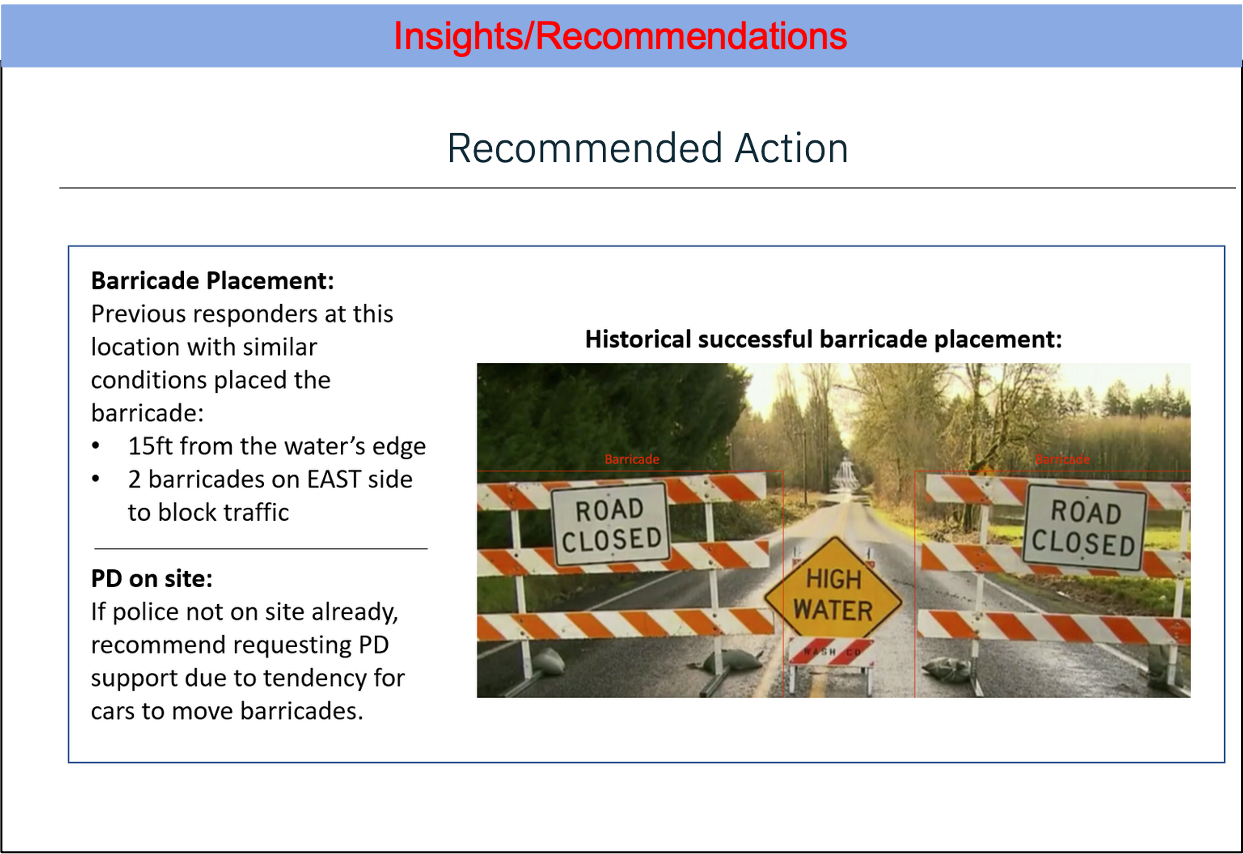 Insights/Recommendations
Recommended Action
Barricade Placement:
Previous responders at this
location with similar
conditions placed the
barricade:
• 15ft from the water’s edge
• 2 barricades on EAST side
to block traffic
PD on site:
If police not on site already,
recommend requesting PD
support due to tendency for
cars to move barricades.
Historical successful barricade placement:
Barricade
Barricade
ROAD
CLOSED
ROAD
CLOSED
HIGH
WATER
WASH CO